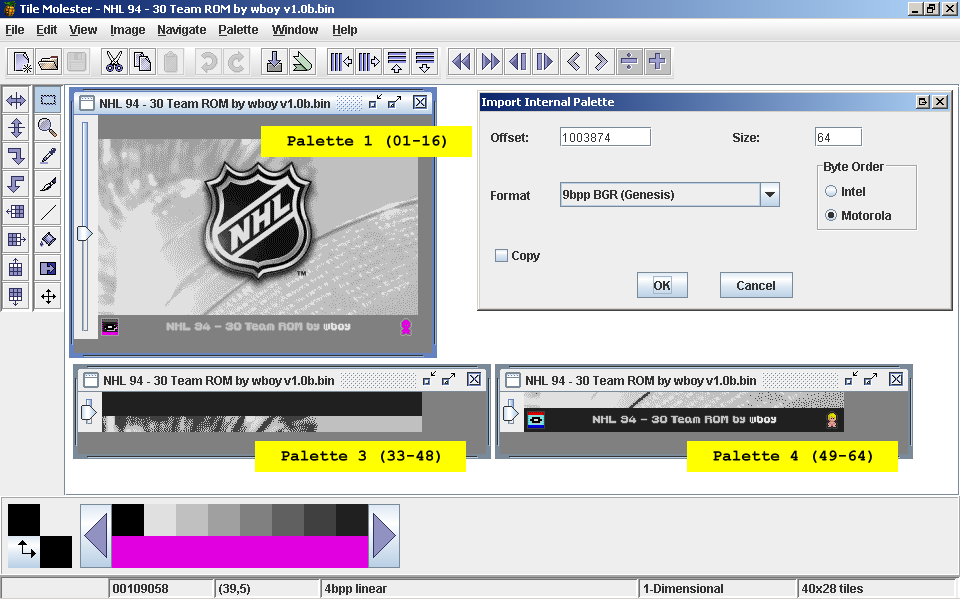 Tile Molester - NHL 94 - 30 Team ROM by wboy v1.0b.bin
File Edit View Image Navigate Palette Window Help
NHL 94 - 30 Team ROM by wboy v1.0b.bin
Palette 1 (01-16)
NHL
TM
NHL 94 - 30 Team ROM by wboy
Import Internal Palette
Offset: 1003874 Size: 64
Format 9bpp BGR (Genesis)
Byte Order
Intel
Motorola
Copy
OK Cancel
NHL 94 - 30 Team ROM by wboy v1.0b.bin
Palette 3 (33-48)
NHL 94 - 30 Team ROM by wboy v1.0b.bin
NHL 94 - 30 Team ROM by wboy
Palette 4 (49-64)
00109058 (39,5) 4bpp linear 1-Dimensional 40x28 tiles